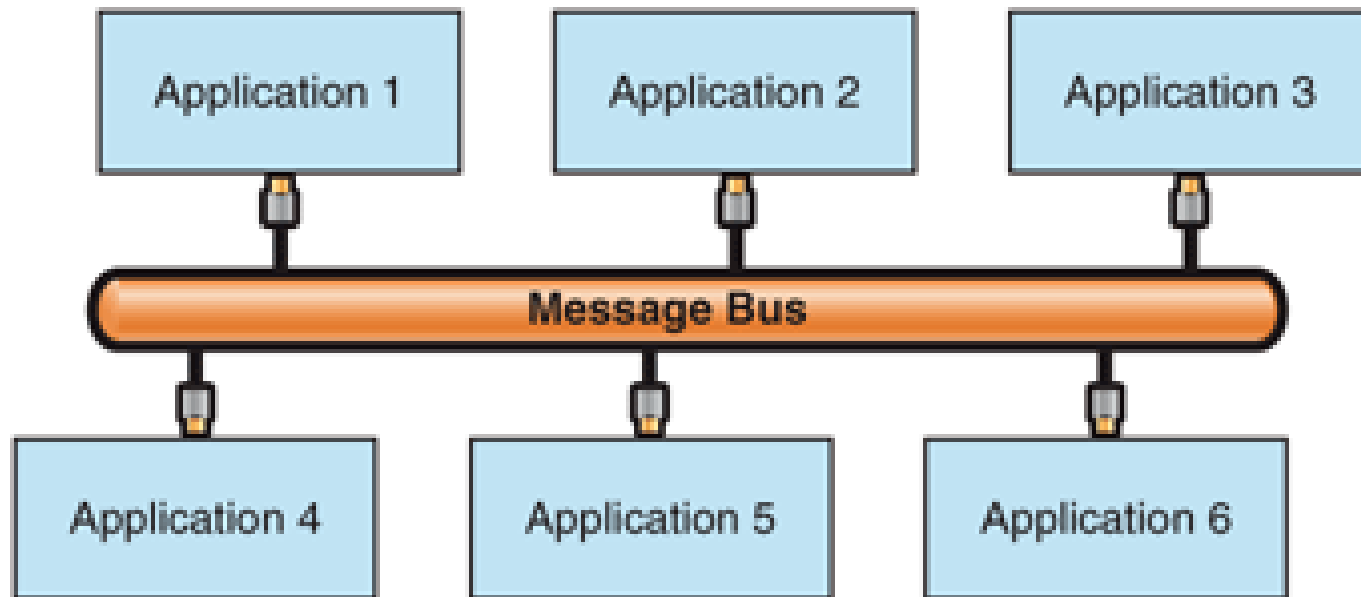 Application 1
Application 2
Application 3
Message Bus
Application 4
Application 5
Application 6